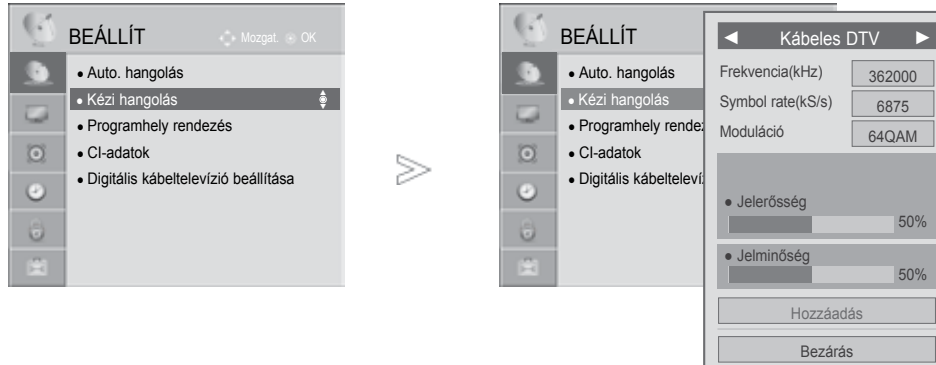 BEÁLLÍT
Mozgat. OK
• Auto. hangolás
• Kézi hangolás
• Programhely rendezés
• CI-adatok
• Digitális kábeltelevízió beállítása
BEÁLLÍT
• Auto. hangolás
• Kézi hangolás
• Programhely rende
• CI-adatok
• Digitális kábeltelev
◄ Kábeles DTV ►
Frekvencia(kHz) 362000
Symbol rate(kS/s) 6875
Moduláció 64QAM
• Jelerősség
50%
• Jelminőség
50%
Hozzáadás
Bezárás